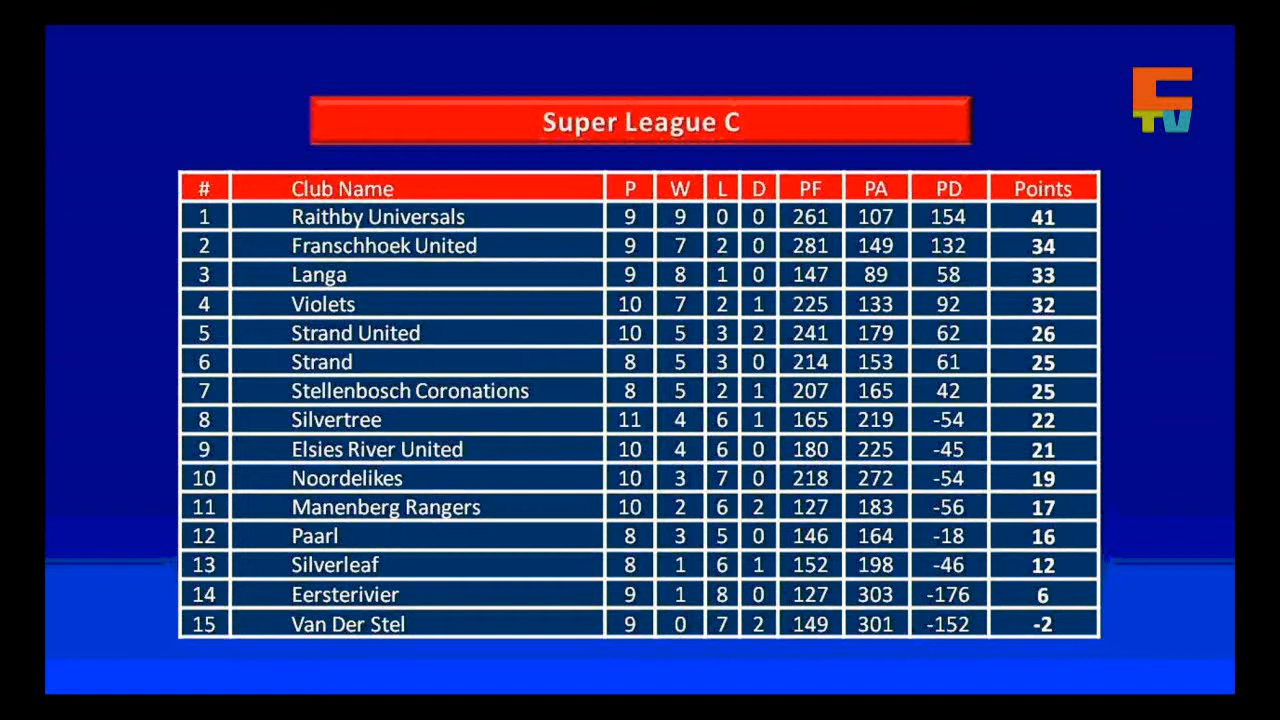 C
TV
Super League C
# Club Name P W L D PF PA PD Points
1 Raithby Universals 9 9 0 0 261 107 154 41
2 Franschhoek United 9 7 2 0 281 149 132 34
3 Langa 9 8 1 0 147 89 58 33
4 Violets 10 7 2 1 225 133 92 32
5 Strand United 10 5 3 2 241 179 62 26
6 Strand 8 5 3 0 214 153 61 25
7 Stellenbosch Coronations 8 5 2 1 207 165 42 25
8 Silvertree 11 4 6 1 165 219 -54 22
9 Elsies River United 10 4 6 0 180 225 -45 21
10 Noordelikes 10 3 7 0 218 272 -54 19
11 Manenberg Rangers 10 2 6 2 127 183 -56 17
12 Paarl 8 3 5 0 146 164 -18 16
13 Silverleaf 8 1 6 1 152 198 -46 12
14 Eersterivier 9 1 8 0 127 303 -176 6
15 Van Der Stel 9 0 7 2 149 301 -152 -2